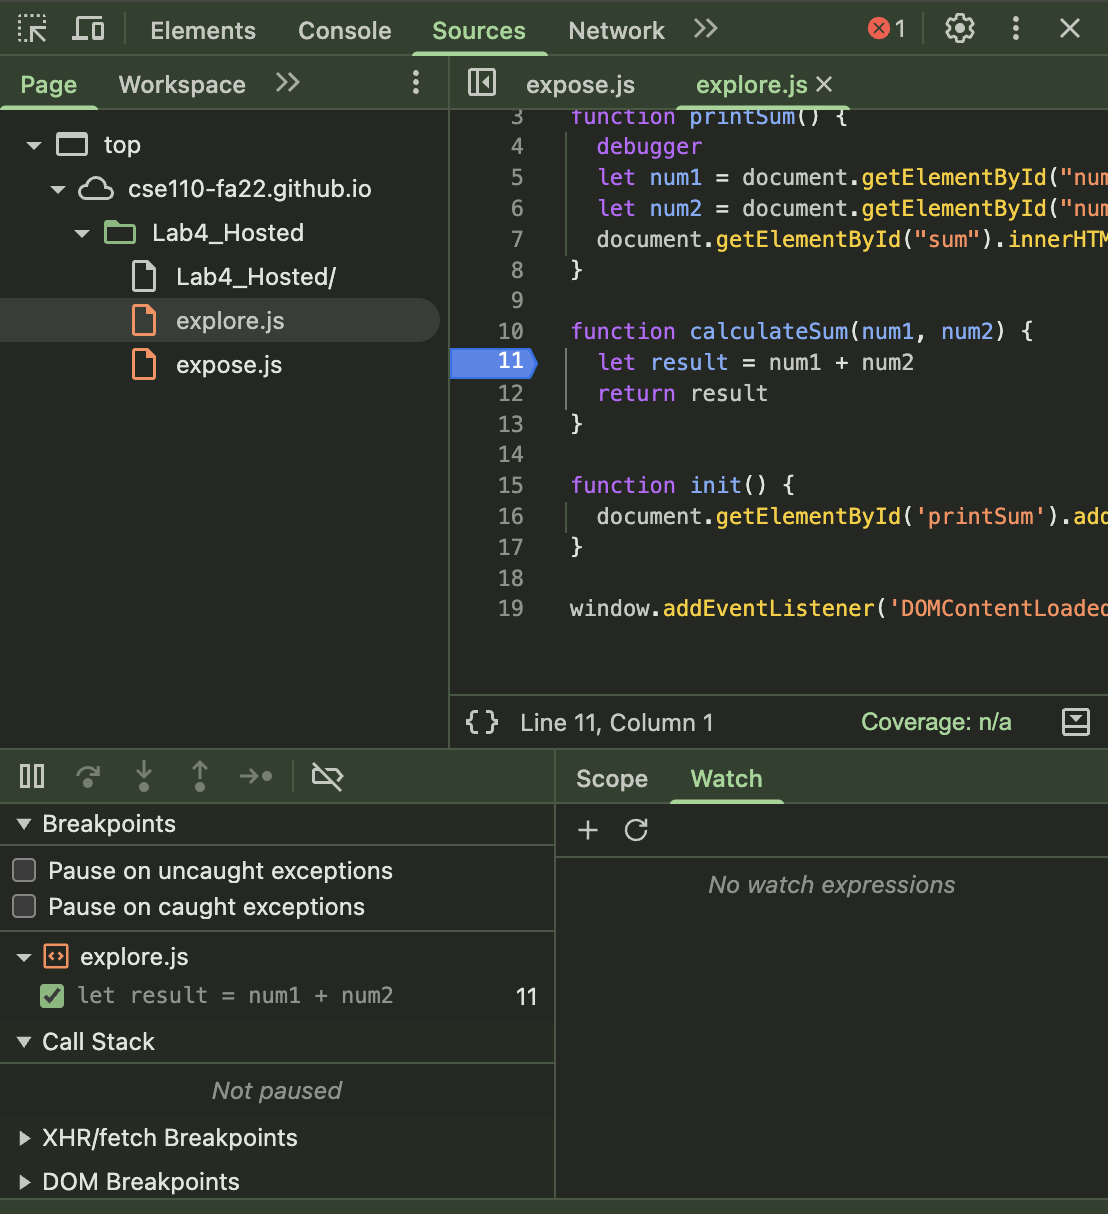 Elements Console Sources Network 1
Page Workspace
expose.js explore.js
top
cse110-fa22.github.io
Lab4_Hosted
Lab4_Hosted/
explore.js
expose.js
3 function printSum() {
4 debugger
5 let num1 = document.getElementById("num
6 let num2 = document.getElementById("num
7 document.getElementById("sum").innerHTM
8 }
9
10 function calculateSum(num1, num2) {
11 let result = num1 + num2
12 return result
13 }
14
15 function init() {
16 document.getElementById('printSum').add
17 }
18
19 window.addEventListener('DOMContentLoaded
{} Line 11, Column 1 Coverage: n/a
Breakpoints
Pause on uncaught exceptions
Pause on caught exceptions
explore.js
let result = num1 + num2 11
Call Stack
Not paused
XHR/fetch Breakpoints
DOM Breakpoints
Scope Watch
No watch expressions